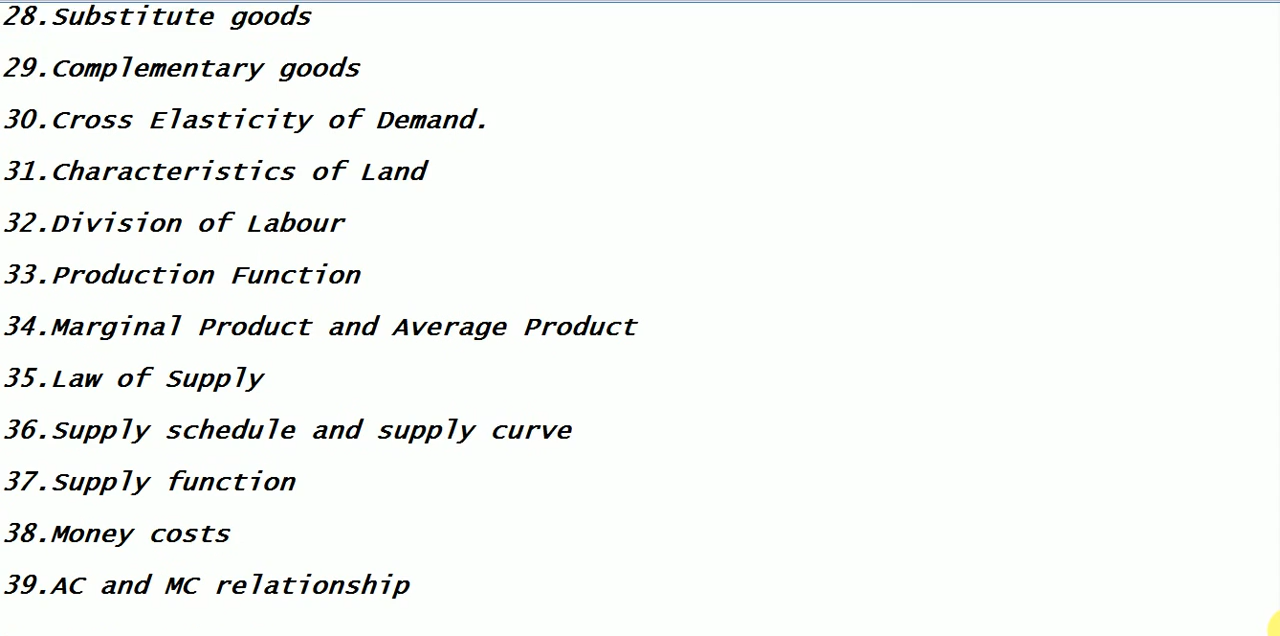 28.Substitute goods
29.Complementary goods
30.Cross Elasticity of Demand.
31.Characteristics of Land
32.Division of Labour
33.Production Function
34.Marginal Product and Average Product
35.Law of Supply
36.Supply schedule and supply curve
37.Supply function
38.Money costs
39.AC and MC relationship